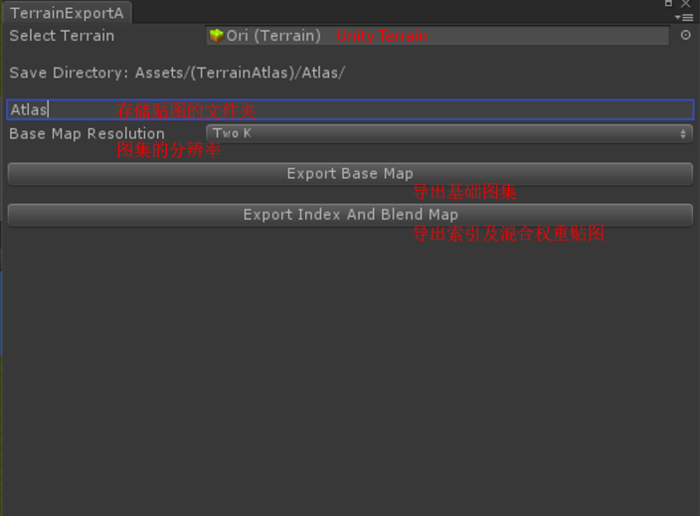 TerrainExportA
Select Terrain Ori (Terrain) Unity Terrain
Save Directory: Assets/(TerrainAtlas)/Atlas/
Atlas 存储贴图的文件夹
Base Map Resolution Two K
图集的分辨率
Export Base Map
导出基础图集
Export Index And Blend Map
导出索引及混合权重贴图